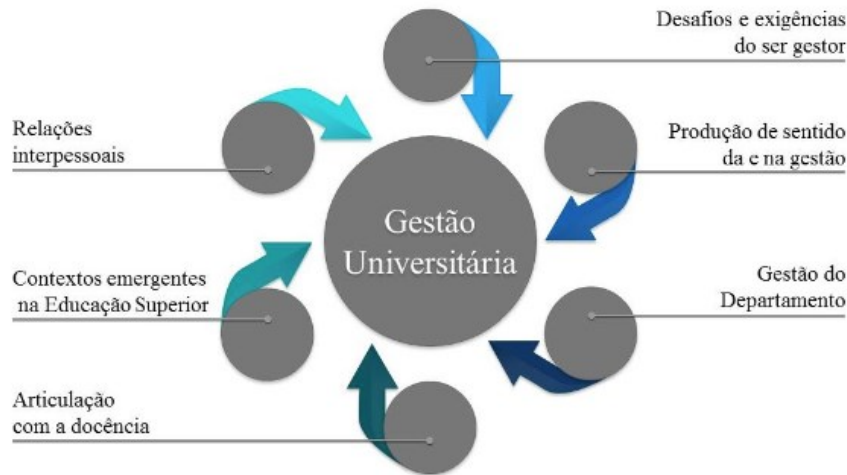 Desafios e exigências
do ser gestor
Relações
interpessoais
Produção de sentido
da e na gestão
Gestão
Universitária
Contextos emergentes
na Educação Superior
Gestão do
Departamento
Articulação
com a docência